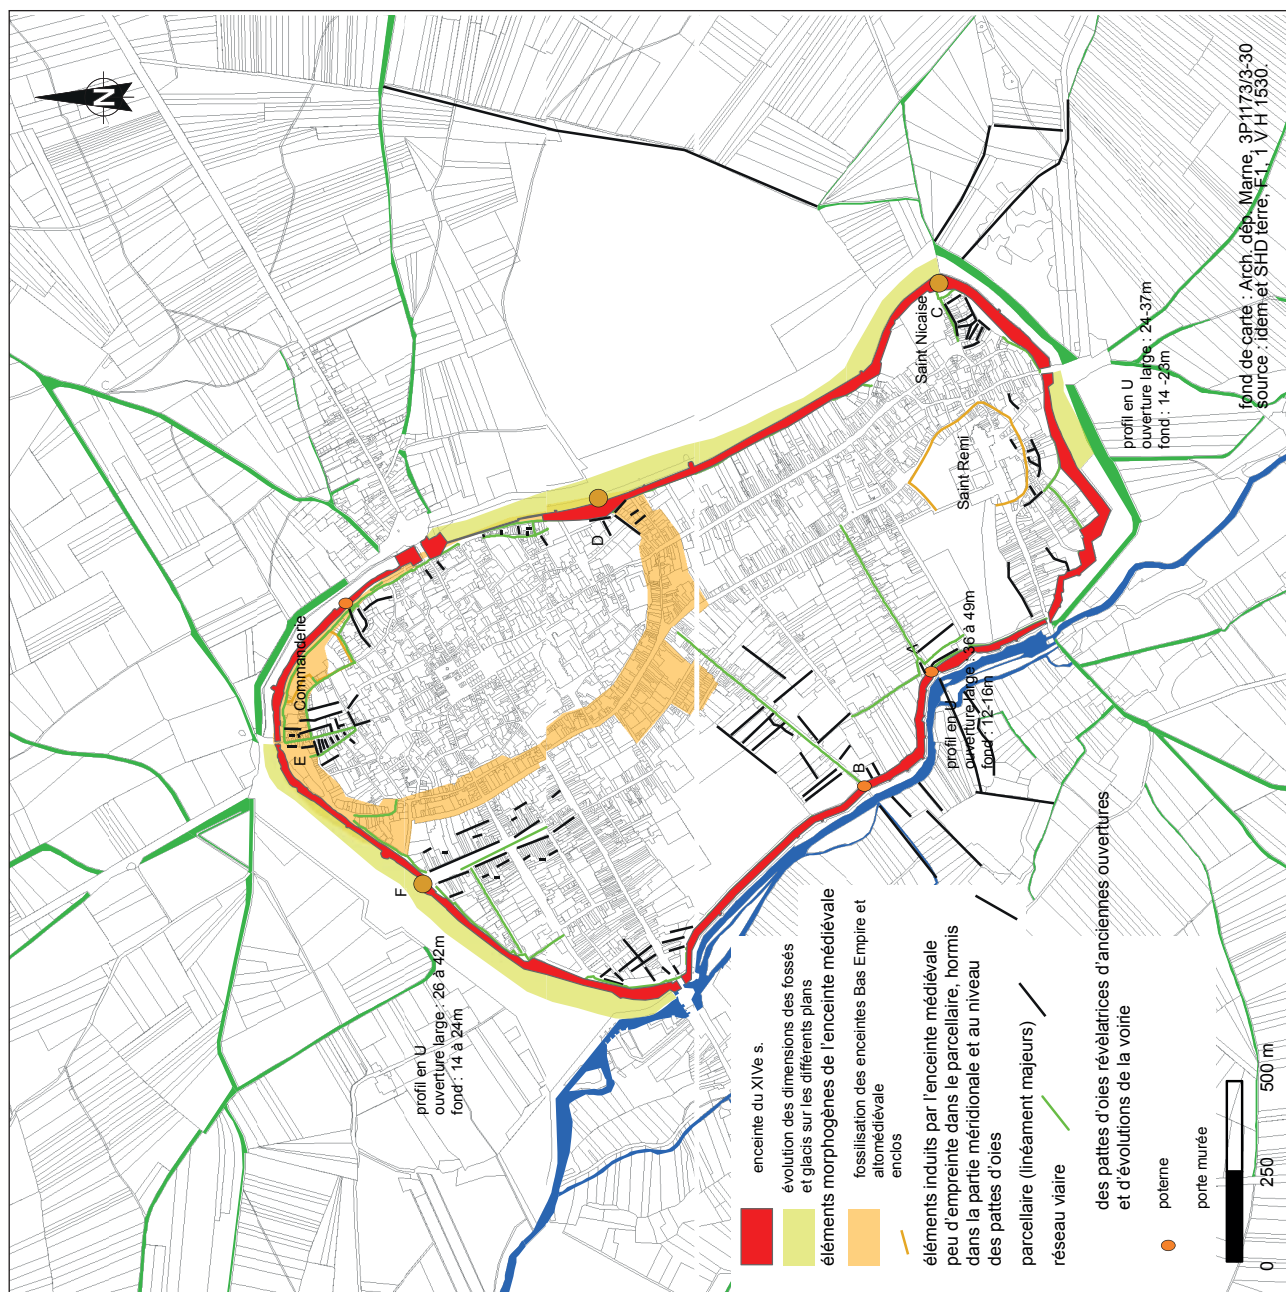 N
fond de carte : Arch. dép. Marne, 3P1173/3-30
source : idem et SHD terre, F1, 1 V H 1530.
Saint Nicaise
C
Saint Remi
profil en U
ouverture large : 24-37m
fond : 14 -23m
D
Commanderie
E
A
profil en U
ouverture large : 36 à 49m
fond : 12-16m
B
F
profil en U
ouverture large : 26 à 42m
fond : 14 à 24m
enceinte du XIVe s.
évolution des dimensions des fossés
et glacis sur les différents plans
éléments morphogènes de l'enceinte médiévale
fossilisation des enceintes Bas Empire et
altomédiévale
enclos
éléments induits par l'enceinte médiévale
peu d'empreinte dans le parcellaire, hormis
dans la partie méridionale et au niveau
des pattes d'oies
parcellaire (linéament majeurs)
réseau viaire
des pattes d'oies révélatrices d'anciennes ouvertures
et d'évolutions de la voirie
poterne
porte murée
0 250 500 m